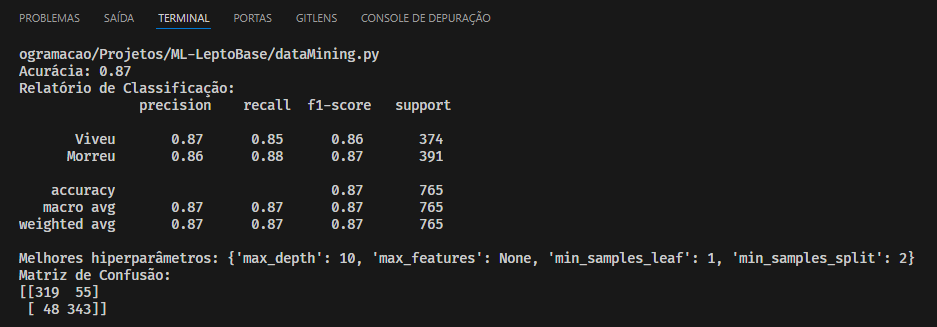 PROBLEMAS SAÍDA TERMINAL PORTAS GITLENS CONSOLE DE DEPURAÇÃO
ogramacao/Projetos/ML-LeptoBase/dataMining.py
Acurácia: 0.87
Relatório de Classificação:
precision recall f1-score support
Viveu 0.87 0.85 0.86 374
Morreu 0.86 0.88 0.87 391
accuracy 0.87 765
macro avg 0.87 0.87 0.87 765
weighted avg 0.87 0.87 0.87 765
Melhores hiperparâmetros: {'max_depth': 10, 'max_features': None, 'min_samples_leaf': 1, 'min_samples_split': 2}
Matriz de Confusão:
[[319 55]
[ 48 343]]